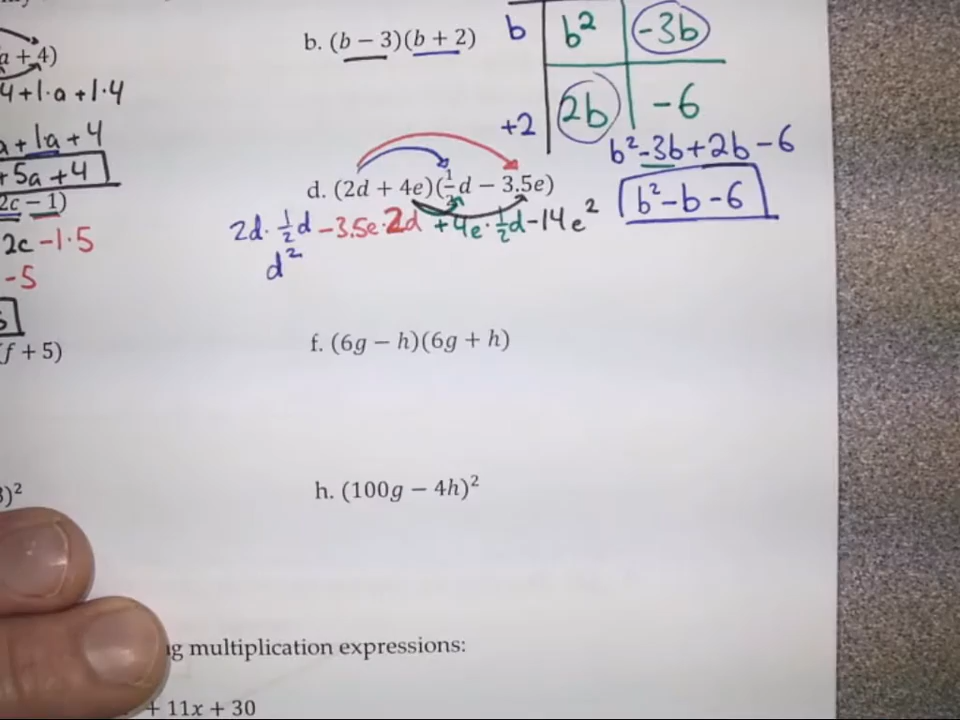 b. (b − 3)(b + 2)
b b² -3b
+2 2b -6
b²-3b+2b-6
b²-b-6
a + 4)
4+1·a+1·4
a+1a+4
+5a+4
2c − 1)
2c-1·5
-5
d. (2d + 4e)(½d − 3.5e)
2d·½d-3.5e·2d+4e·½d-14e²
d²
f + 5)
f. (6g − h)(6g + h)
)²
h. (100g − 4h)²
multiplication expressions:
+ 11x + 30